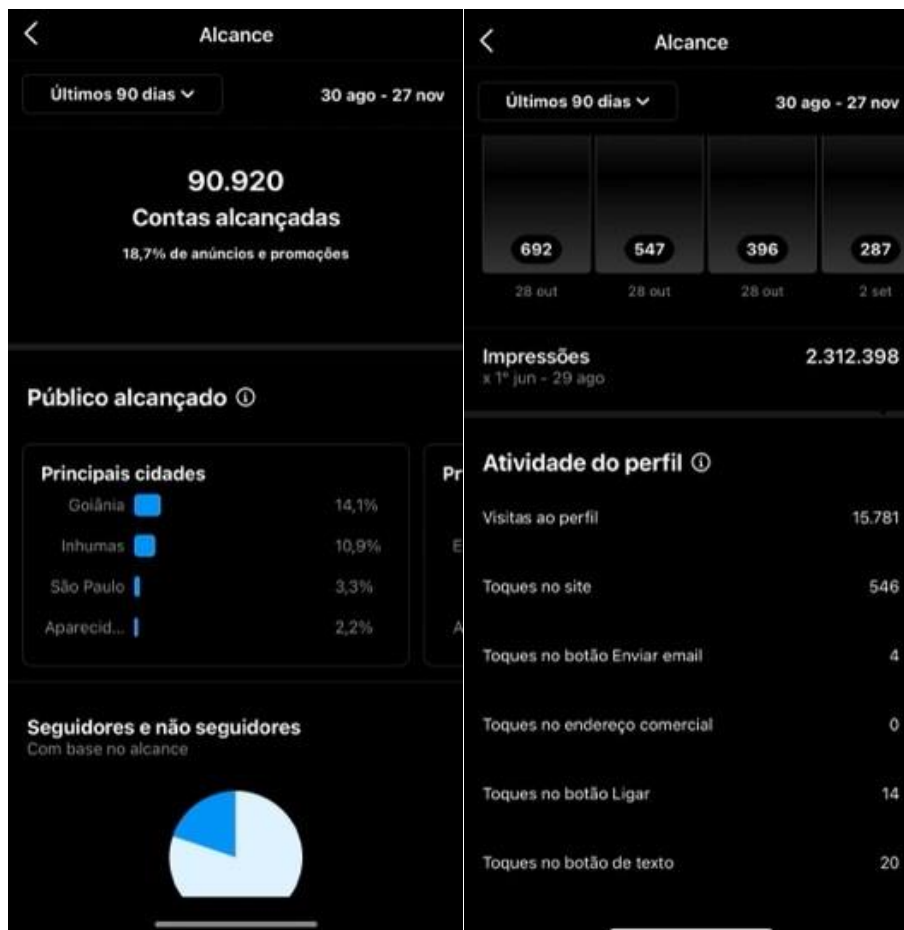 Alcance
Últimos 90 dias
30 ago - 27 nov
90.920
Contas alcançadas
18,7% de anúncios e promoções
Público alcançado
Principais cidades
Goiânia 14,1%
Inhumas 10,9%
São Paulo 3,3%
Aparecid... 2,2%
Pr
E
A
Seguidores e não seguidores
Com base no alcance
Alcance
Últimos 90 dias
30 ago - 27 nov
692 547 396 287
28 out 28 out 28 out 2 set
Impressões 2.312.398
x 1º jun - 29 ago
Atividade do perfil
Visitas ao perfil 15.781
Toques no site 546
Toques no botão Enviar email 4
Toques no endereço comercial 0
Toques no botão Ligar 14
Toques no botão de texto 20